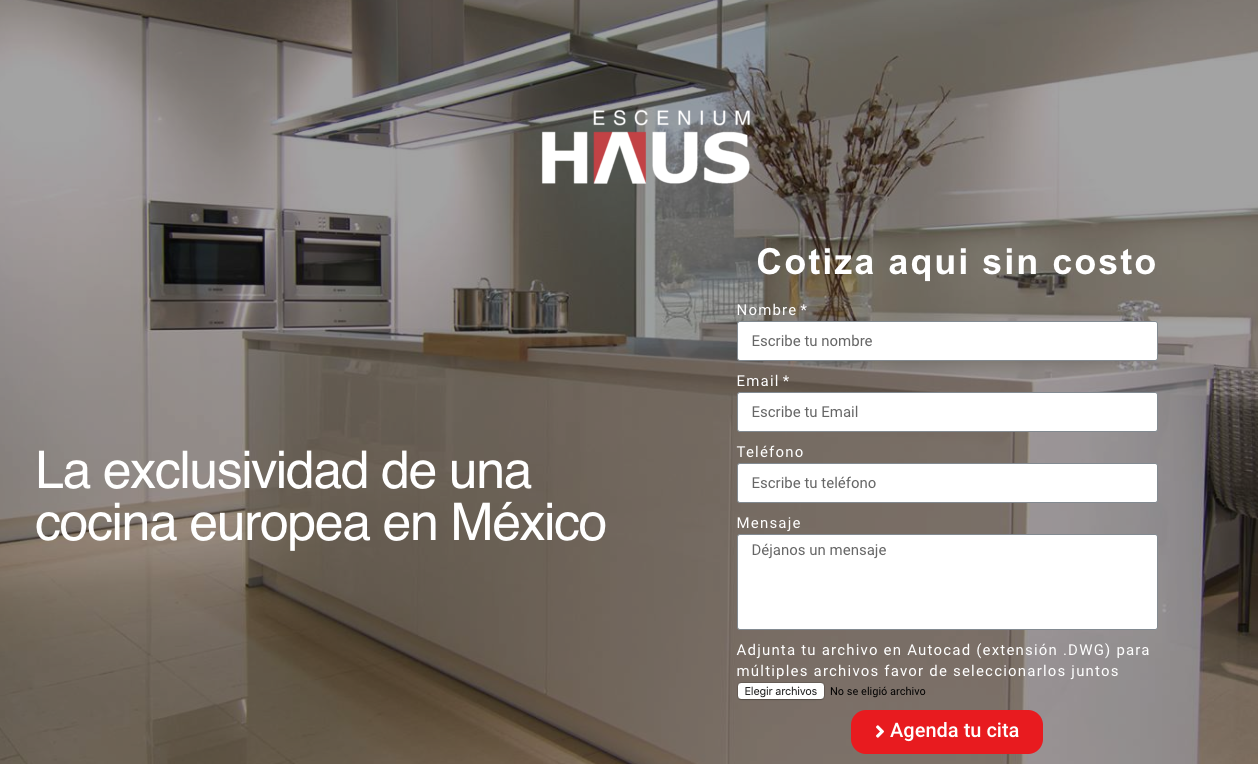 ESCENIUM
HAUS
Cotiza aqui sin costo
Nombre *
Escribe tu nombre
Email *
Escribe tu Email
La exclusividad de una
cocina europea en México
Teléfono
Escribe tu teléfono
Mensaje
Déjanos un mensaje
Adjunta tu archivo en Autocad (extensión .DWG) para
múltiples archivos favor de seleccionarlos juntos
Elegir archivos No se eligió archivo
Agenda tu cita